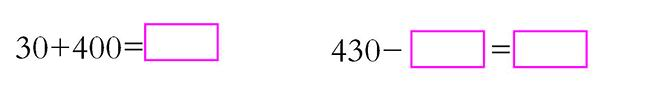 30+400=
430− =